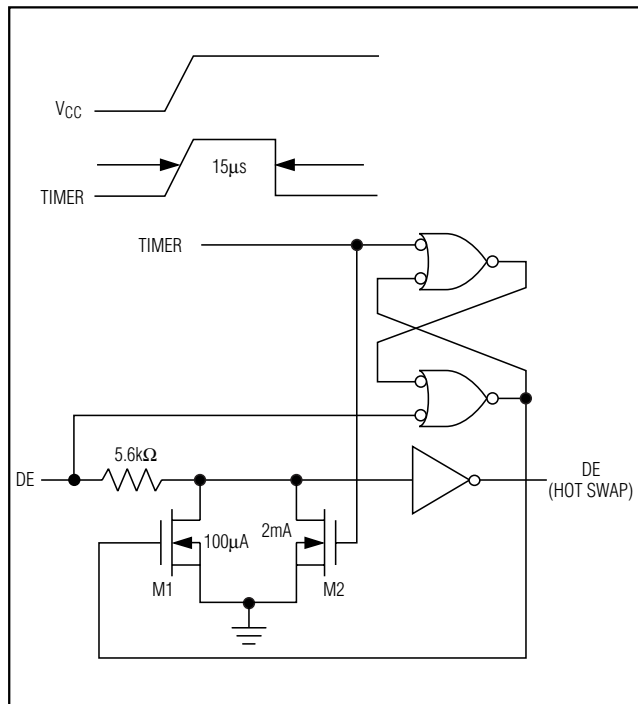 VCC
15μs
TIMER
TIMER
5.6kΩ
DE
DE
(HOT SWAP)
100μA
2mA
M1
M2